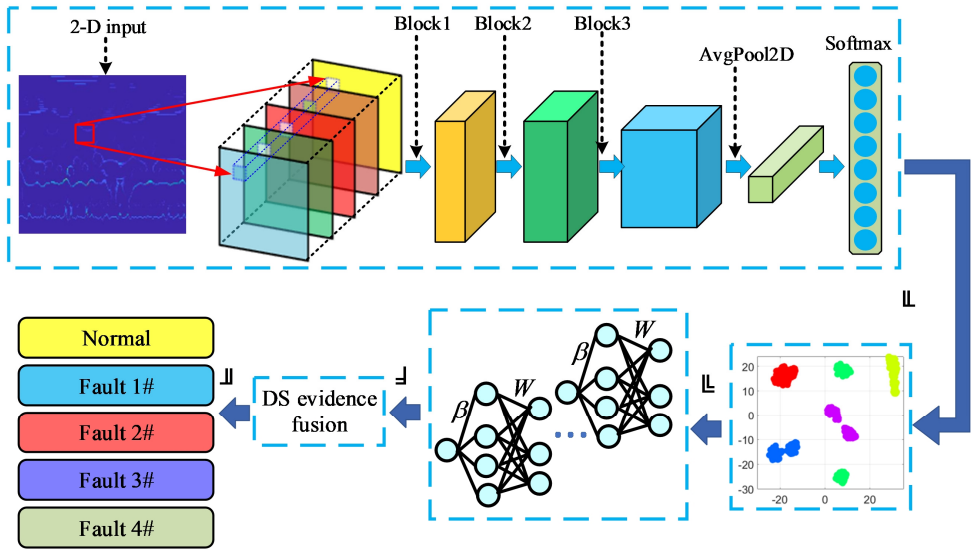 2-D input
Block1
Block2
Block3
AvgPool2D
Softmax
Normal
Fault 1#
Fault 2#
Fault 3#
Fault 4#
DS evidence
fusion
β
W
β
W
20
10
0
-10
-20
-30
-20
0
20